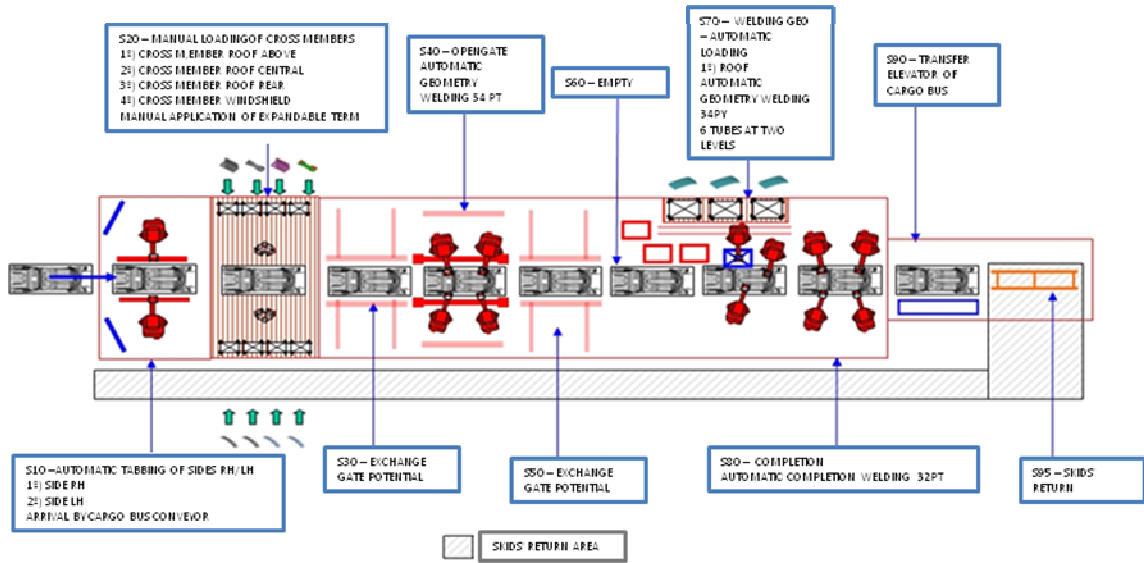 S20 – MANUAL LOADING OF CROSS MEMBERS
1º) CROSS M,EMBER ROOF ABOVE
2º) CROSS MEMBER ROOF CENTRAL
3º) CROSS MEMBER ROOF REAR
4º) CROSS MEMBER WINDSHIELD
MANUAL APPLICATION OF EXPANDABLE TERM
S40 – OPENGATE
AUTOMATIC
GEOMETRY
WELDING 54 PT
S60 – EMPTY
S70 – WELDING GEO
– AUTOMATIC
LOADING
1º) ROOF
AUTOMATIC
GEOMETRY WELDING
34PY
6 TUBES AT TWO
LEVELS
S90 – TRANSFER
ELEVATOR OF
CARGO BUS
S10 – AUTOMATIC TABBING OF SIDES RH/LH
1º) SIDE RH
2º) SIDE LH
ARRIVAL BY CARGO BUS CONVEYOR
S30 – EXCHANGE
GATE POTENTIAL
S50 – EXCHANGE
GATE POTENTIAL
S80 – COMPLETION
AUTOMATIC COMPLETION WELDING 32PT
S95 – SKIDS
RETURN
SKIDS RETURN AREA